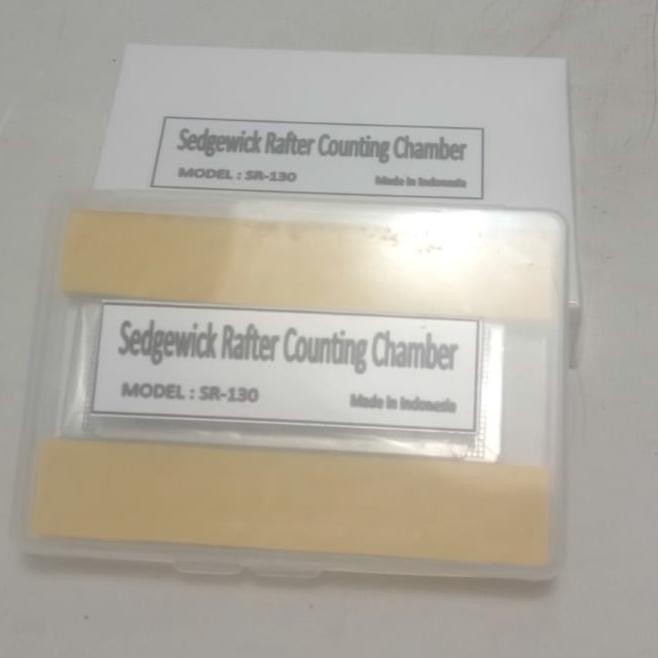 Sedgewick Rafter Counting Chamber
MODEL : SR-130
Made in Indonesia
Sedgewick Rafter Counting Chamber
MODEL : SR-130
Made in Indonesia